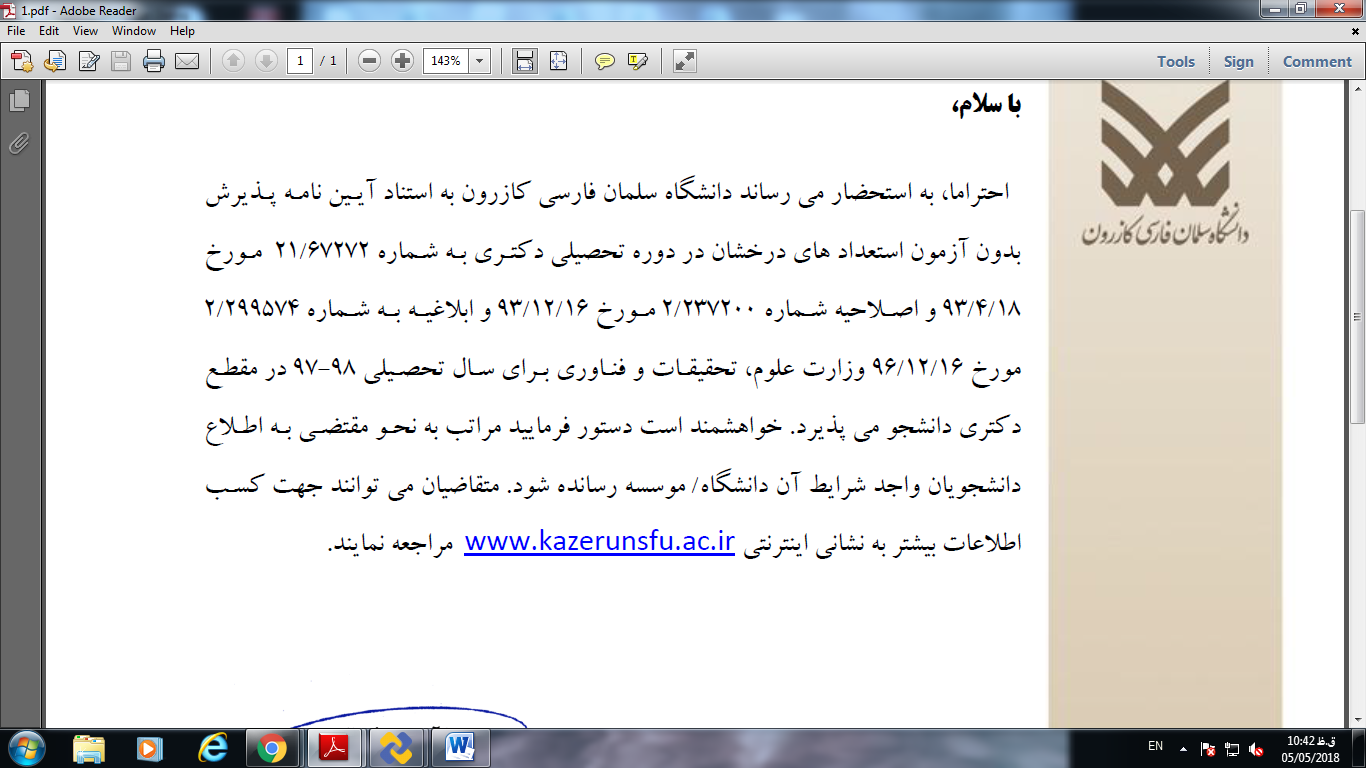 1.pdf - Adobe Reader
File Edit View Window Help
1 / 1 143% Tools Sign Comment
با سلام،
دانشگاه سلمان فارسی کازرون
احتراما، به استحضار می رساند دانشگاه سلمان فارسی کازرون به استناد آیین نامه پذیرش
بدون آزمون استعداد های درخشان در دوره تحصیلی دکتری به شماره ۲۱/۶۷۲۷۲ مورخ
۹۳/۴/۱۸ و اصلاحیه شماره ۲/۲۳۷۲۰۰ مورخ ۹۳/۱۲/۱۶ و ابلاغیه به شماره ۲/۲۹۹۵۷۴
مورخ ۹۶/۱۲/۱۶ وزارت علوم، تحقیقات و فناوری برای سال تحصیلی ۹۸-۹۷ در مقطع
دکتری دانشجو می پذیرد. خواهشمند است دستور فرمایید مراتب به نحو مقتضی به اطلاع
دانشجویان واجد شرایط آن دانشگاه/ موسسه رسانده شود. متقاضیان می توانند جهت کسب
اطلاعات بیشتر به نشانی اینترنتی www.kazerunsfu.ac.ir مراجعه نمایند.
EN
10:42 ق.ظ
05/05/2018